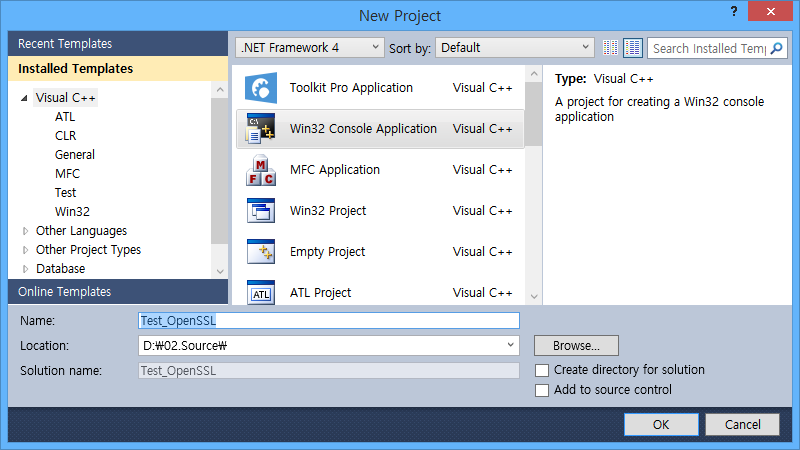 New Project
?
Recent Templates
.NET Framework 4
Sort by:
Default
Search Installed Temp
Installed Templates
Visual C++
ATL
CLR
General
MFC
Test
Win32
Other Languages
Other Project Types
Database
Online Templates
Toolkit Pro Application Visual C++
Win32 Console Application Visual C++
MFC Application Visual C++
Win32 Project Visual C++
Empty Project Visual C++
ATL Project Visual C++
Type: Visual C++
A project for creating a Win32 console
application
Name: Test_OpenSSL
Location: D:₩02.Source₩
Browse...
Solution name: Test_OpenSSL
Create directory for solution
Add to source control
OK
Cancel